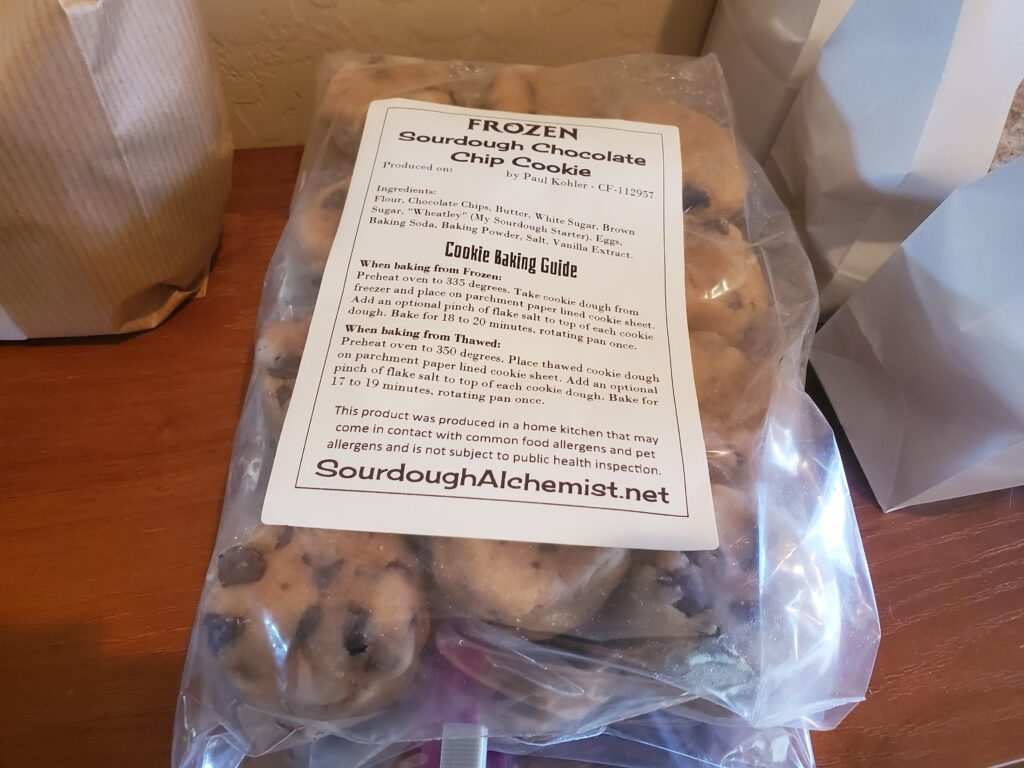 FROZEN
Sourdough Chocolate
Chip Cookie
Produced on: by Paul Kohler - CF-112957
Ingredients:
Flour, Chocolate Chips, Butter, White Sugar, Brown
Sugar, "Wheatley" (My Sourdough Starter), Eggs,
Baking Soda, Baking Powder, Salt, Vanilla Extract.
Cookie Baking Guide
When baking from Frozen:
Preheat oven to 335 degrees. Take cookie dough from
freezer and place on parchment paper lined cookie sheet.
Add an optional pinch of flake salt to top of each cookie
dough. Bake for 18 to 20 minutes, rotating pan once.
When baking from Thawed:
Preheat oven to 350 degrees. Place thawed cookie dough
on parchment paper lined cookie sheet. Add an optional
pinch of flake salt to top of each cookie dough. Bake for
17 to 19 minutes, rotating pan once.
This product was produced in a home kitchen that may
come in contact with common food allergens and pet
allergens and is not subject to public health inspection.
SourdoughAlchemist.net